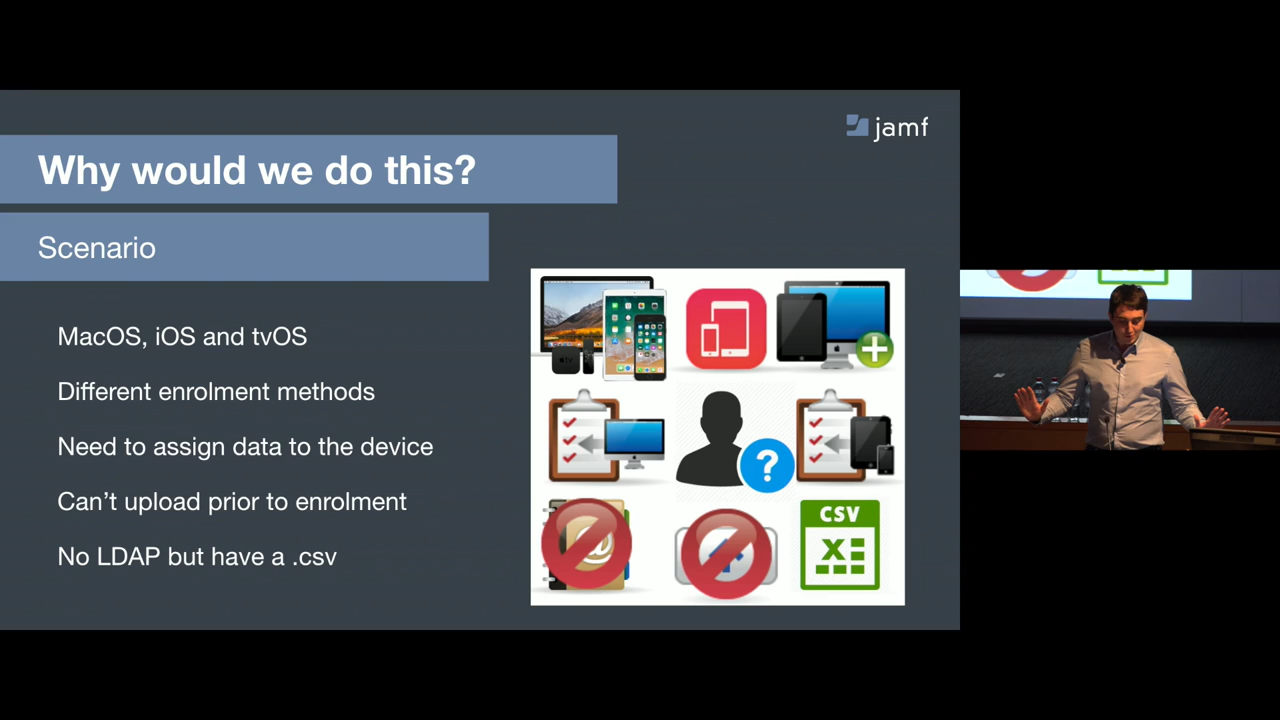 jamf
Why would we do this?
Scenario
MacOS, iOS and tvOS
Different enrolment methods
Need to assign data to the device
Can't upload prior to enrolment
No LDAP but have a .csv
?
@
CSV
X